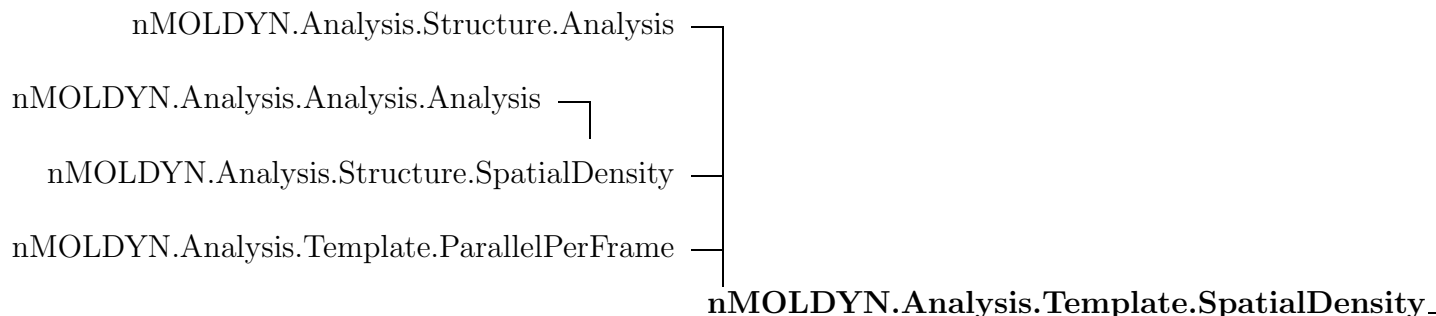 nMOLDYN.Analysis.Structure.Analysis
nMOLDYN.Analysis.Analysis.Analysis
nMOLDYN.Analysis.Structure.SpatialDensity
nMOLDYN.Analysis.Template.ParallelPerFrame
nMOLDYN.Analysis.Template.SpatialDensity